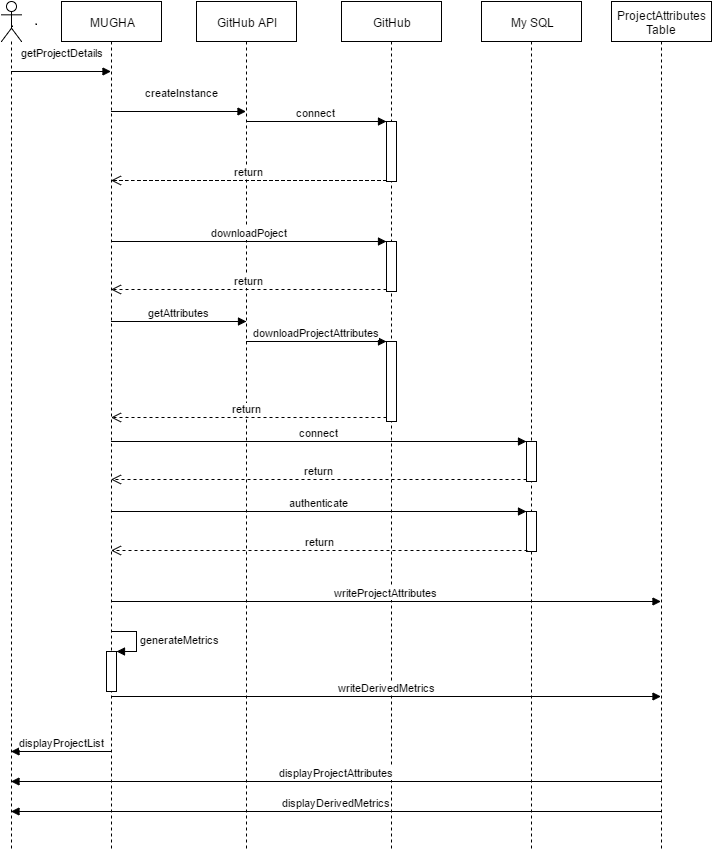 MUGHA
GitHub API
GitHub
My SQL
ProjectAttributes
Table
getProjectDetails
createInstance
connect
return
downloadPoject
return
getAttributes
downloadProjectAttributes
return
connect
return
authenticate
return
writeProjectAttributes
generateMetrics
writeDerivedMetrics
displayProjectList
displayProjectAttributes
displayDerivedMetrics